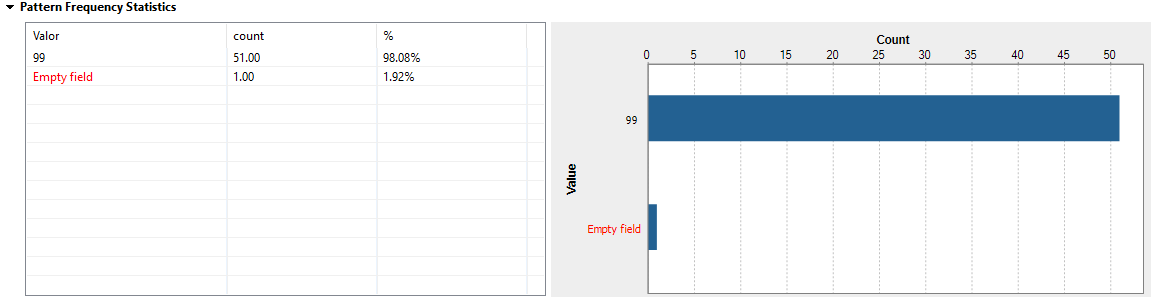 Pattern Frequency Statistics
Valor count %
99 51.00 98.08%
Empty field 1.00 1.92%
Count
0 5 10 15 20 25 30 35 40 45 50
99
Value
Empty field